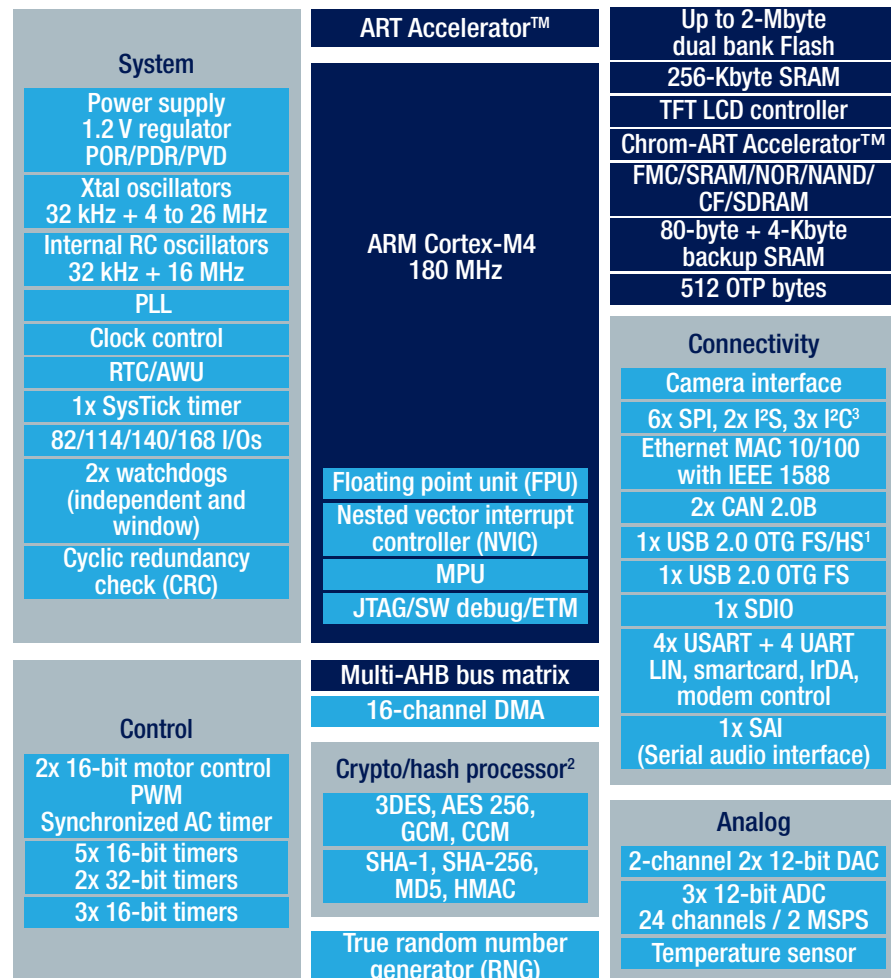 System
Power supply
1.2 V regulator
POR/PDR/PVD
Xtal oscillators
32 kHz + 4 to 26 MHz
Internal RC oscillators
32 kHz + 16 MHz
PLL
Clock control
RTC/AWU
1x SysTick timer
82/114/140/168 I/Os
2x watchdogs
(independent and
window)
Cyclic redundancy
check (CRC)
Control
2x 16-bit motor control
PWM
Synchronized AC timer
5x 16-bit timers
2x 32-bit timers
3x 16-bit timers
ART Accelerator™
ARM Cortex-M4
180 MHz
Floating point unit (FPU)
Nested vector interrupt
controller (NVIC)
MPU
JTAG/SW debug/ETM
Multi-AHB bus matrix
16-channel DMA
Crypto/hash processor²
3DES, AES 256,
GCM, CCM
SHA-1, SHA-256,
MD5, HMAC
True random number
generator (RNG)
Up to 2-Mbyte
dual bank Flash
256-Kbyte SRAM
TFT LCD controller
Chrom-ART Accelerator™
FMC/SRAM/NOR/NAND/
CF/SDRAM
80-byte + 4-Kbyte
backup SRAM
512 OTP bytes
Connectivity
Camera interface
6x SPI, 2x I²S, 3x I²C³
Ethernet MAC 10/100
with IEEE 1588
2x CAN 2.0B
1x USB 2.0 OTG FS/HS¹
1x USB 2.0 OTG FS
1x SDIO
4x USART + 4 UART
LIN, smartcard, IrDA,
modem control
1x SAI
(Serial audio interface)
Analog
2-channel 2x 12-bit DAC
3x 12-bit ADC
24 channels / 2 MSPS
Temperature sensor